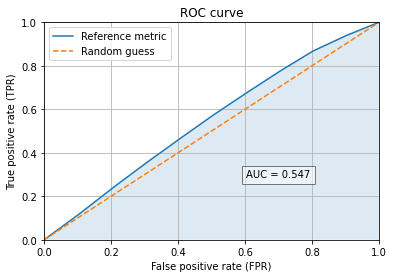 ROC curve
Reference metric
Random guess
AUC = 0.547
True positive rate (TPR)
1.0
0.8
0.6
0.4
0.2
0.0
0.0 0.2 0.4 0.6 0.8 1.0
False positive rate (FPR)